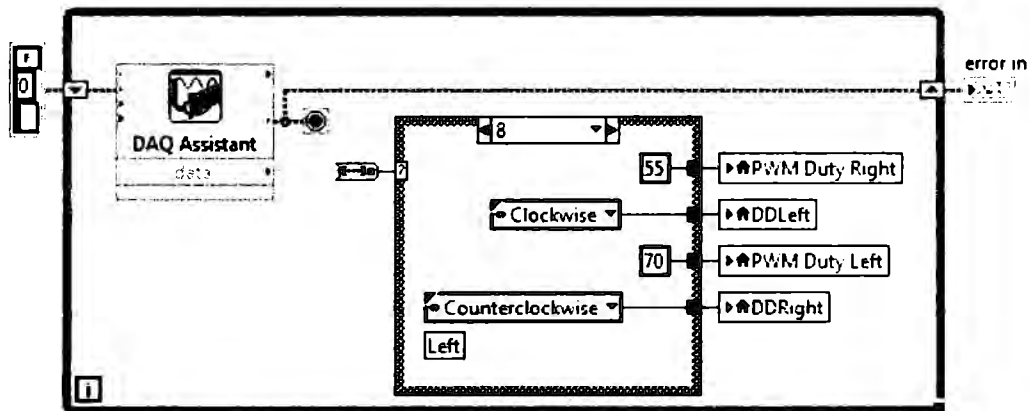 F
0
error in
DAQ Assistant
data
8
?
55
PWM Duty Right
Clockwise
DDLeft
70
PWM Duty Left
Counterclockwise
DDRight
Left
i